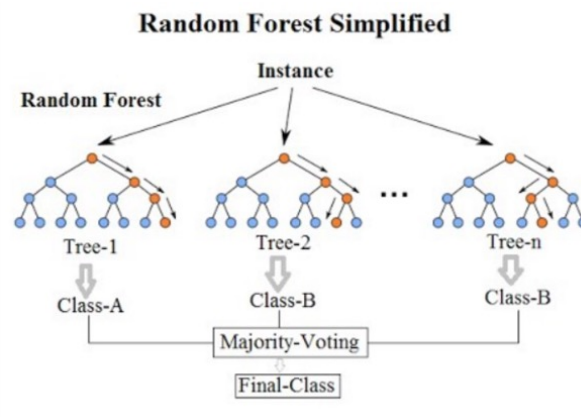 Random Forest Simplified
Instance
Random Forest
...
Tree-1
Tree-2
Tree-n
Class-A
Class-B
Class-B
Majority-Voting
Final-Class